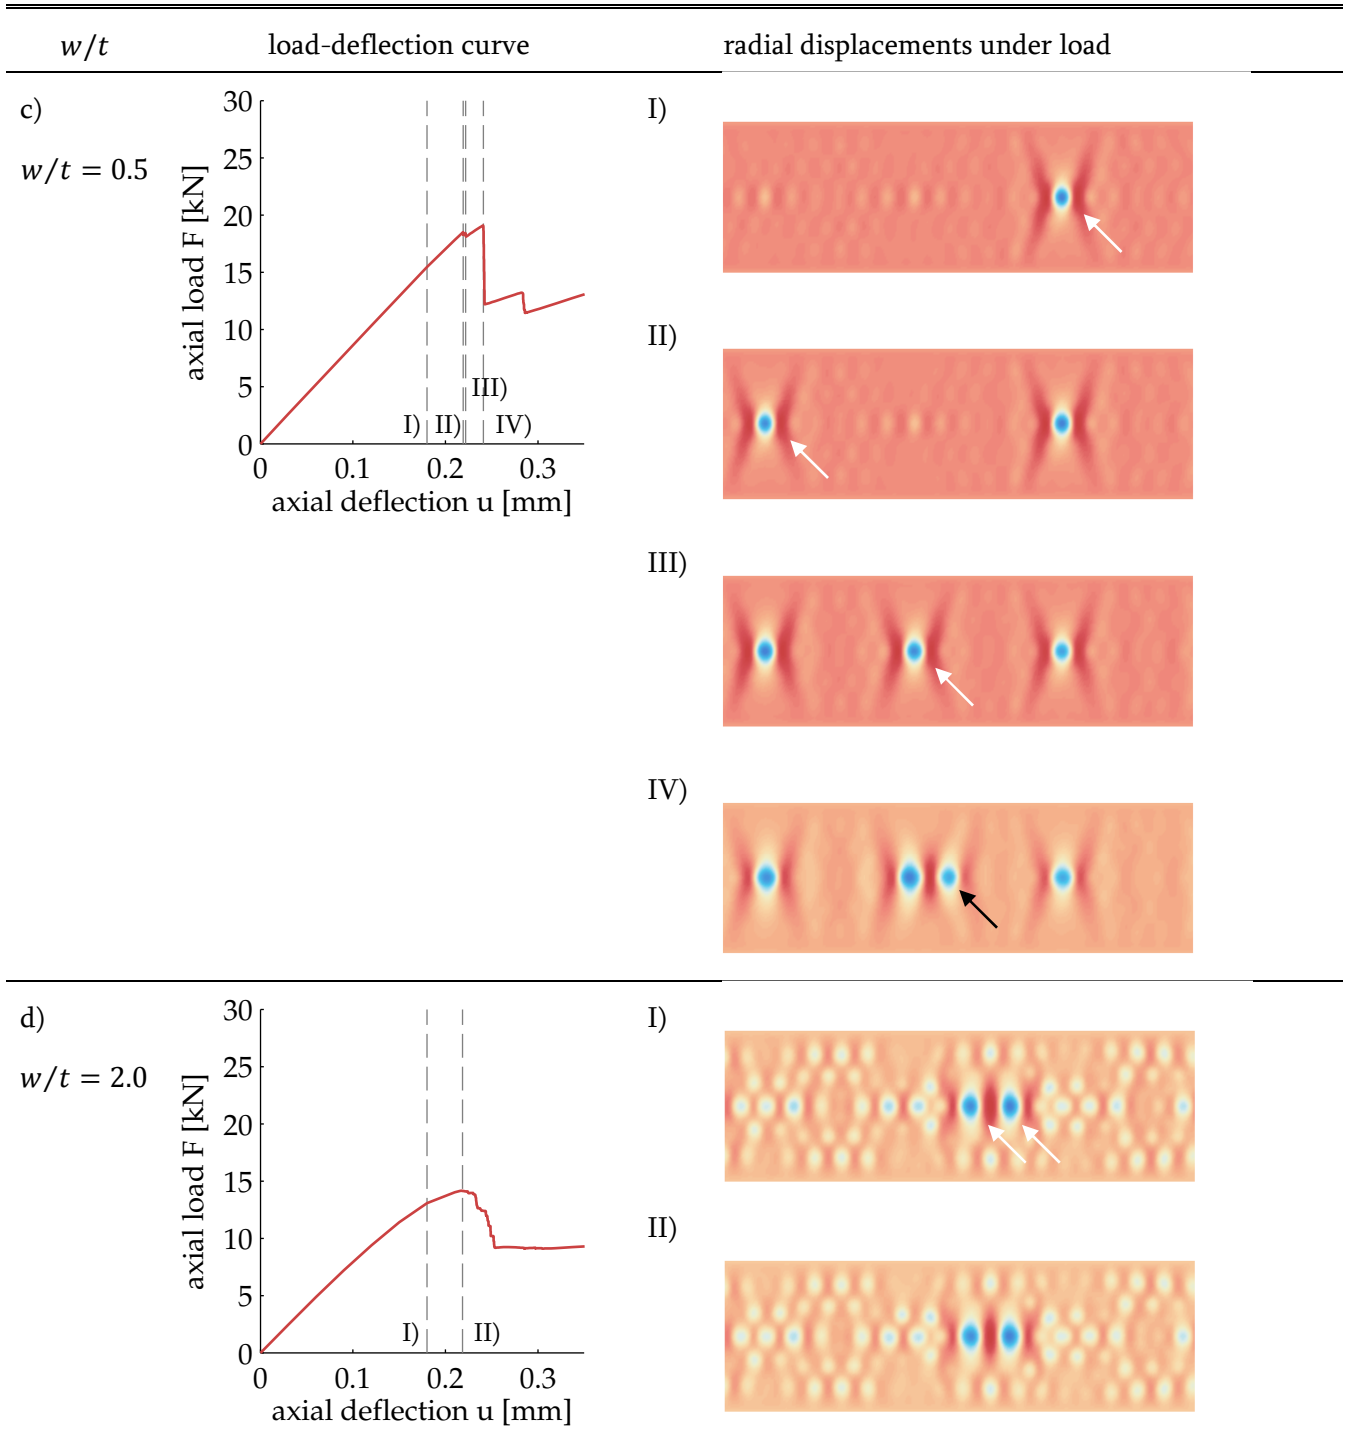 w/t load-deflection curve radial displacements under load
c)
w/t = 0.5
30
25
20
15
10
5
0
axial load F [kN]
I) II) III) IV)
0 0.1 0.2 0.3
axial deflection u [mm]
I)
II)
III)
IV)
d)
w/t = 2.0
30
25
20
15
10
5
0
axial load F [kN]
I) II)
0 0.1 0.2 0.3
axial deflection u [mm]
I)
II)